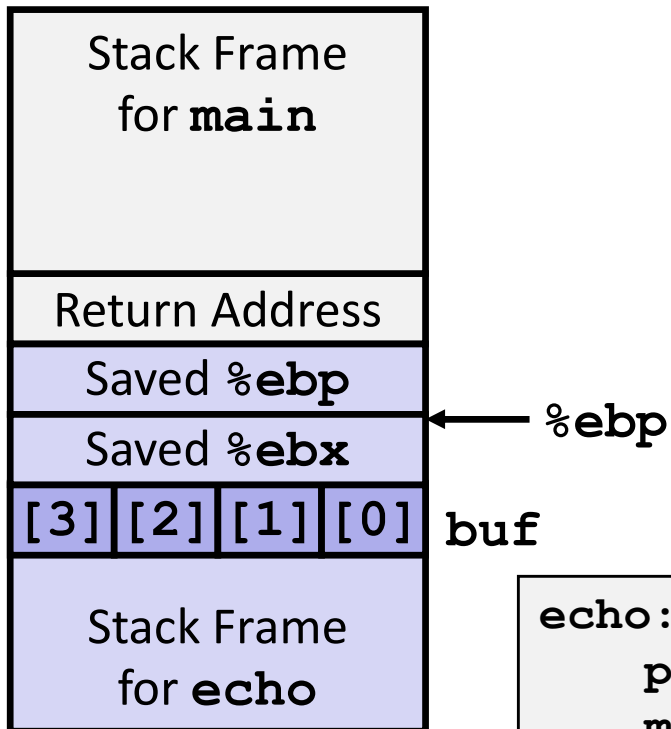 Stack Frame
for main
Return Address
Saved %ebp
%ebp
Saved %ebx
[3] [2] [1] [0] buf
Stack Frame
for echo
echo:
p
m